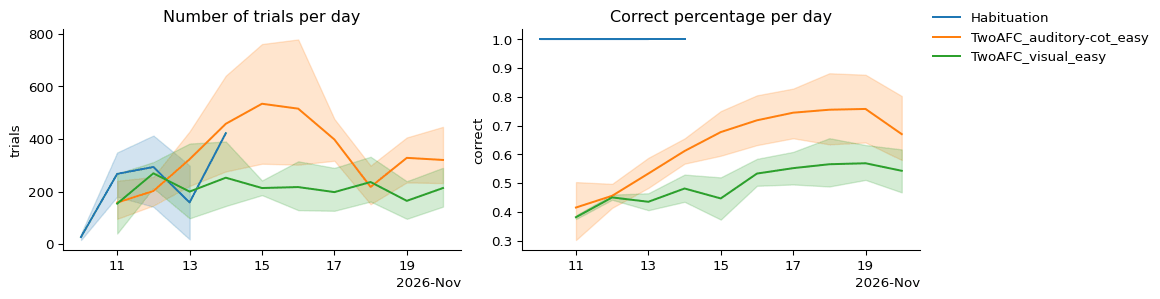 Number of trials per day
trials
800
600
400
200
0
11
13
15
17
19
2026-Nov
Correct percentage per day
correct
1.0
0.9
0.8
0.7
0.6
0.5
0.4
0.3
11
13
15
17
19
2026-Nov
Habituation
TwoAFC_auditory-cot_easy
TwoAFC_visual_easy